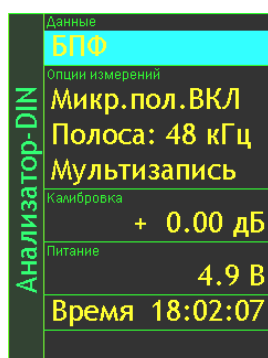 Анализатор-DIN
Данные
БПФ
Опции измерений
Микр.пол.ВКЛ
Полоса: 48 кГц
Мультизапись
Калибровка
+ 0.00 дБ
Питание
4.9 В
Время 18:02:07